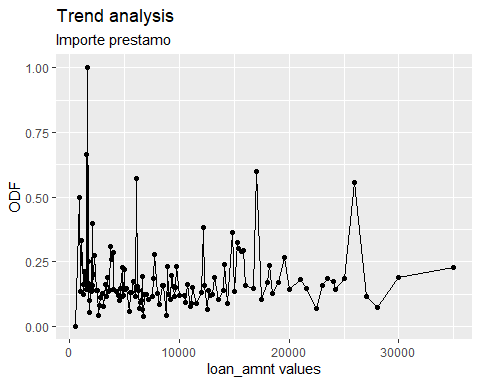 Trend analysis
Importe prestamo
1.00
0.75
0.50
0.25
0.00
ODF
0
10000
20000
30000
loan_amnt values